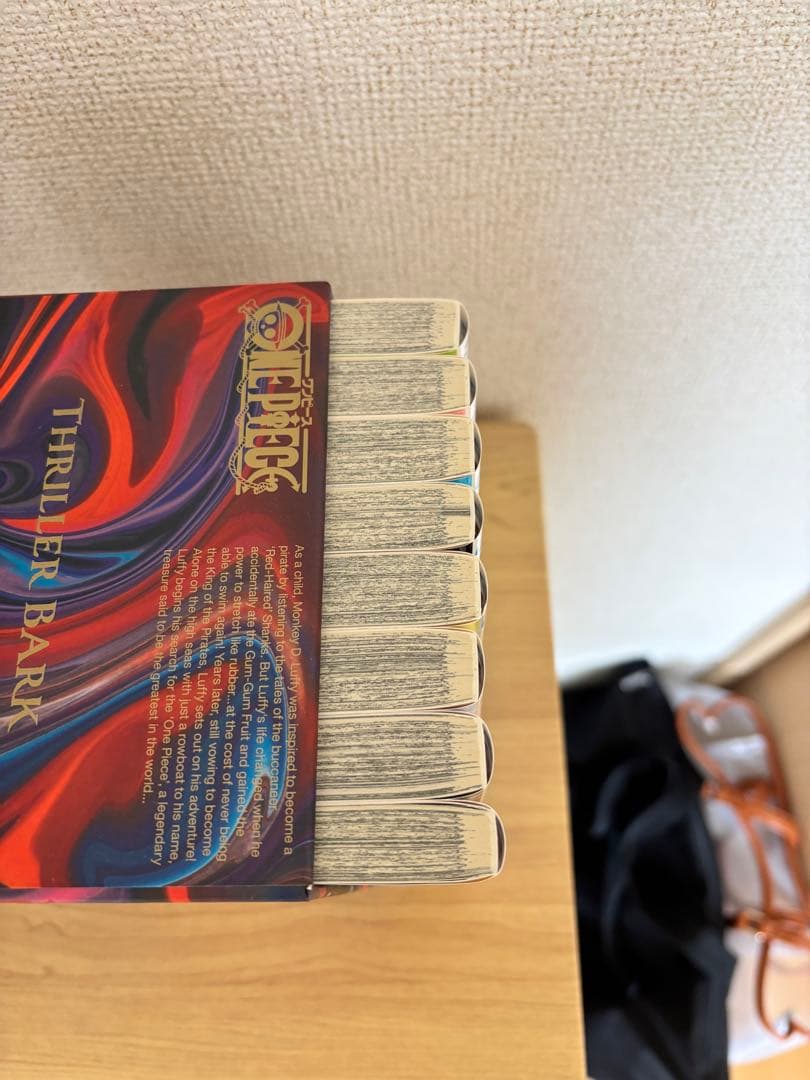 ONE PIECE
ワンピース
As a child, Monkey D. Luffy was inspired to become a
pirate by listening to the tales of the buccaneer
'Red-Haired' Shanks. But Luffy's life changed when he
accidentally ate the Gum-Gum Fruit and gained the
power to stretch like rubber...at the cost of never being
able to swim again! Years later, still vowing to become
the King of the Pirates, Luffy sets out on his adventure!
Alone on the high seas with just a rowboat to his name,
Luffy begins his search for the 'One Piece', a legendary
treasure said to be the greatest in the world...
THRILLER BARK